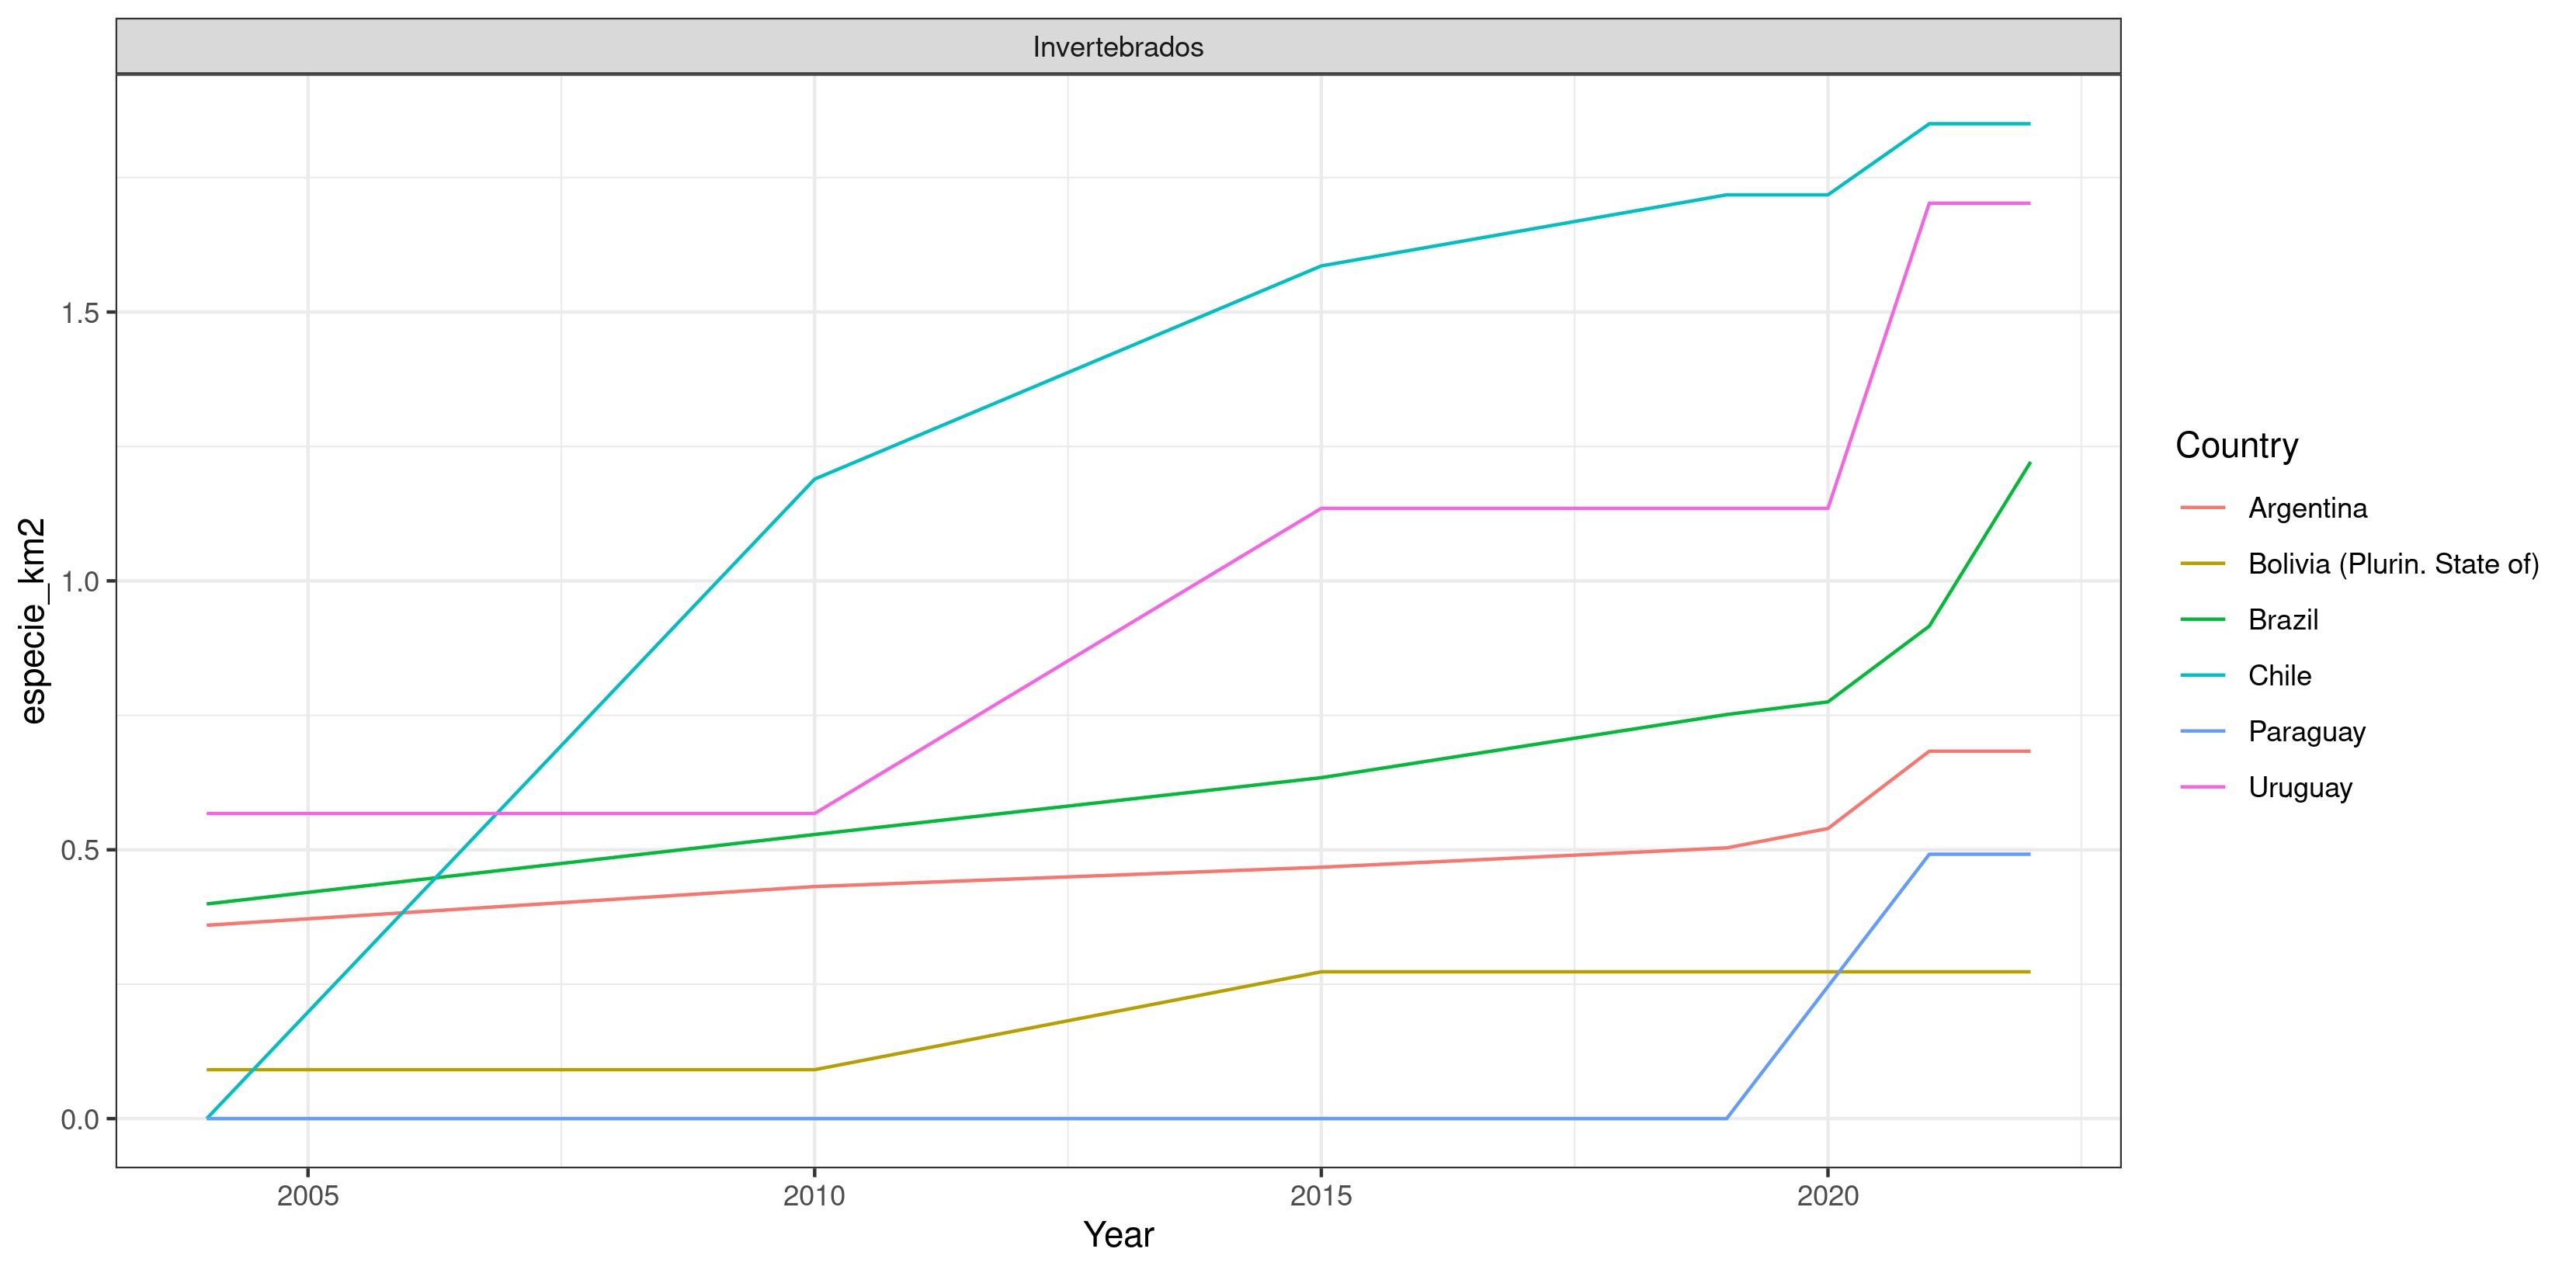 Invertebrados
1.5
1.0
0.5
0.0
especie_km2
2005
2010
2015
2020
Year
Country
Argentina
Bolivia (Plurin. State of)
Brazil
Chile
Paraguay
Uruguay